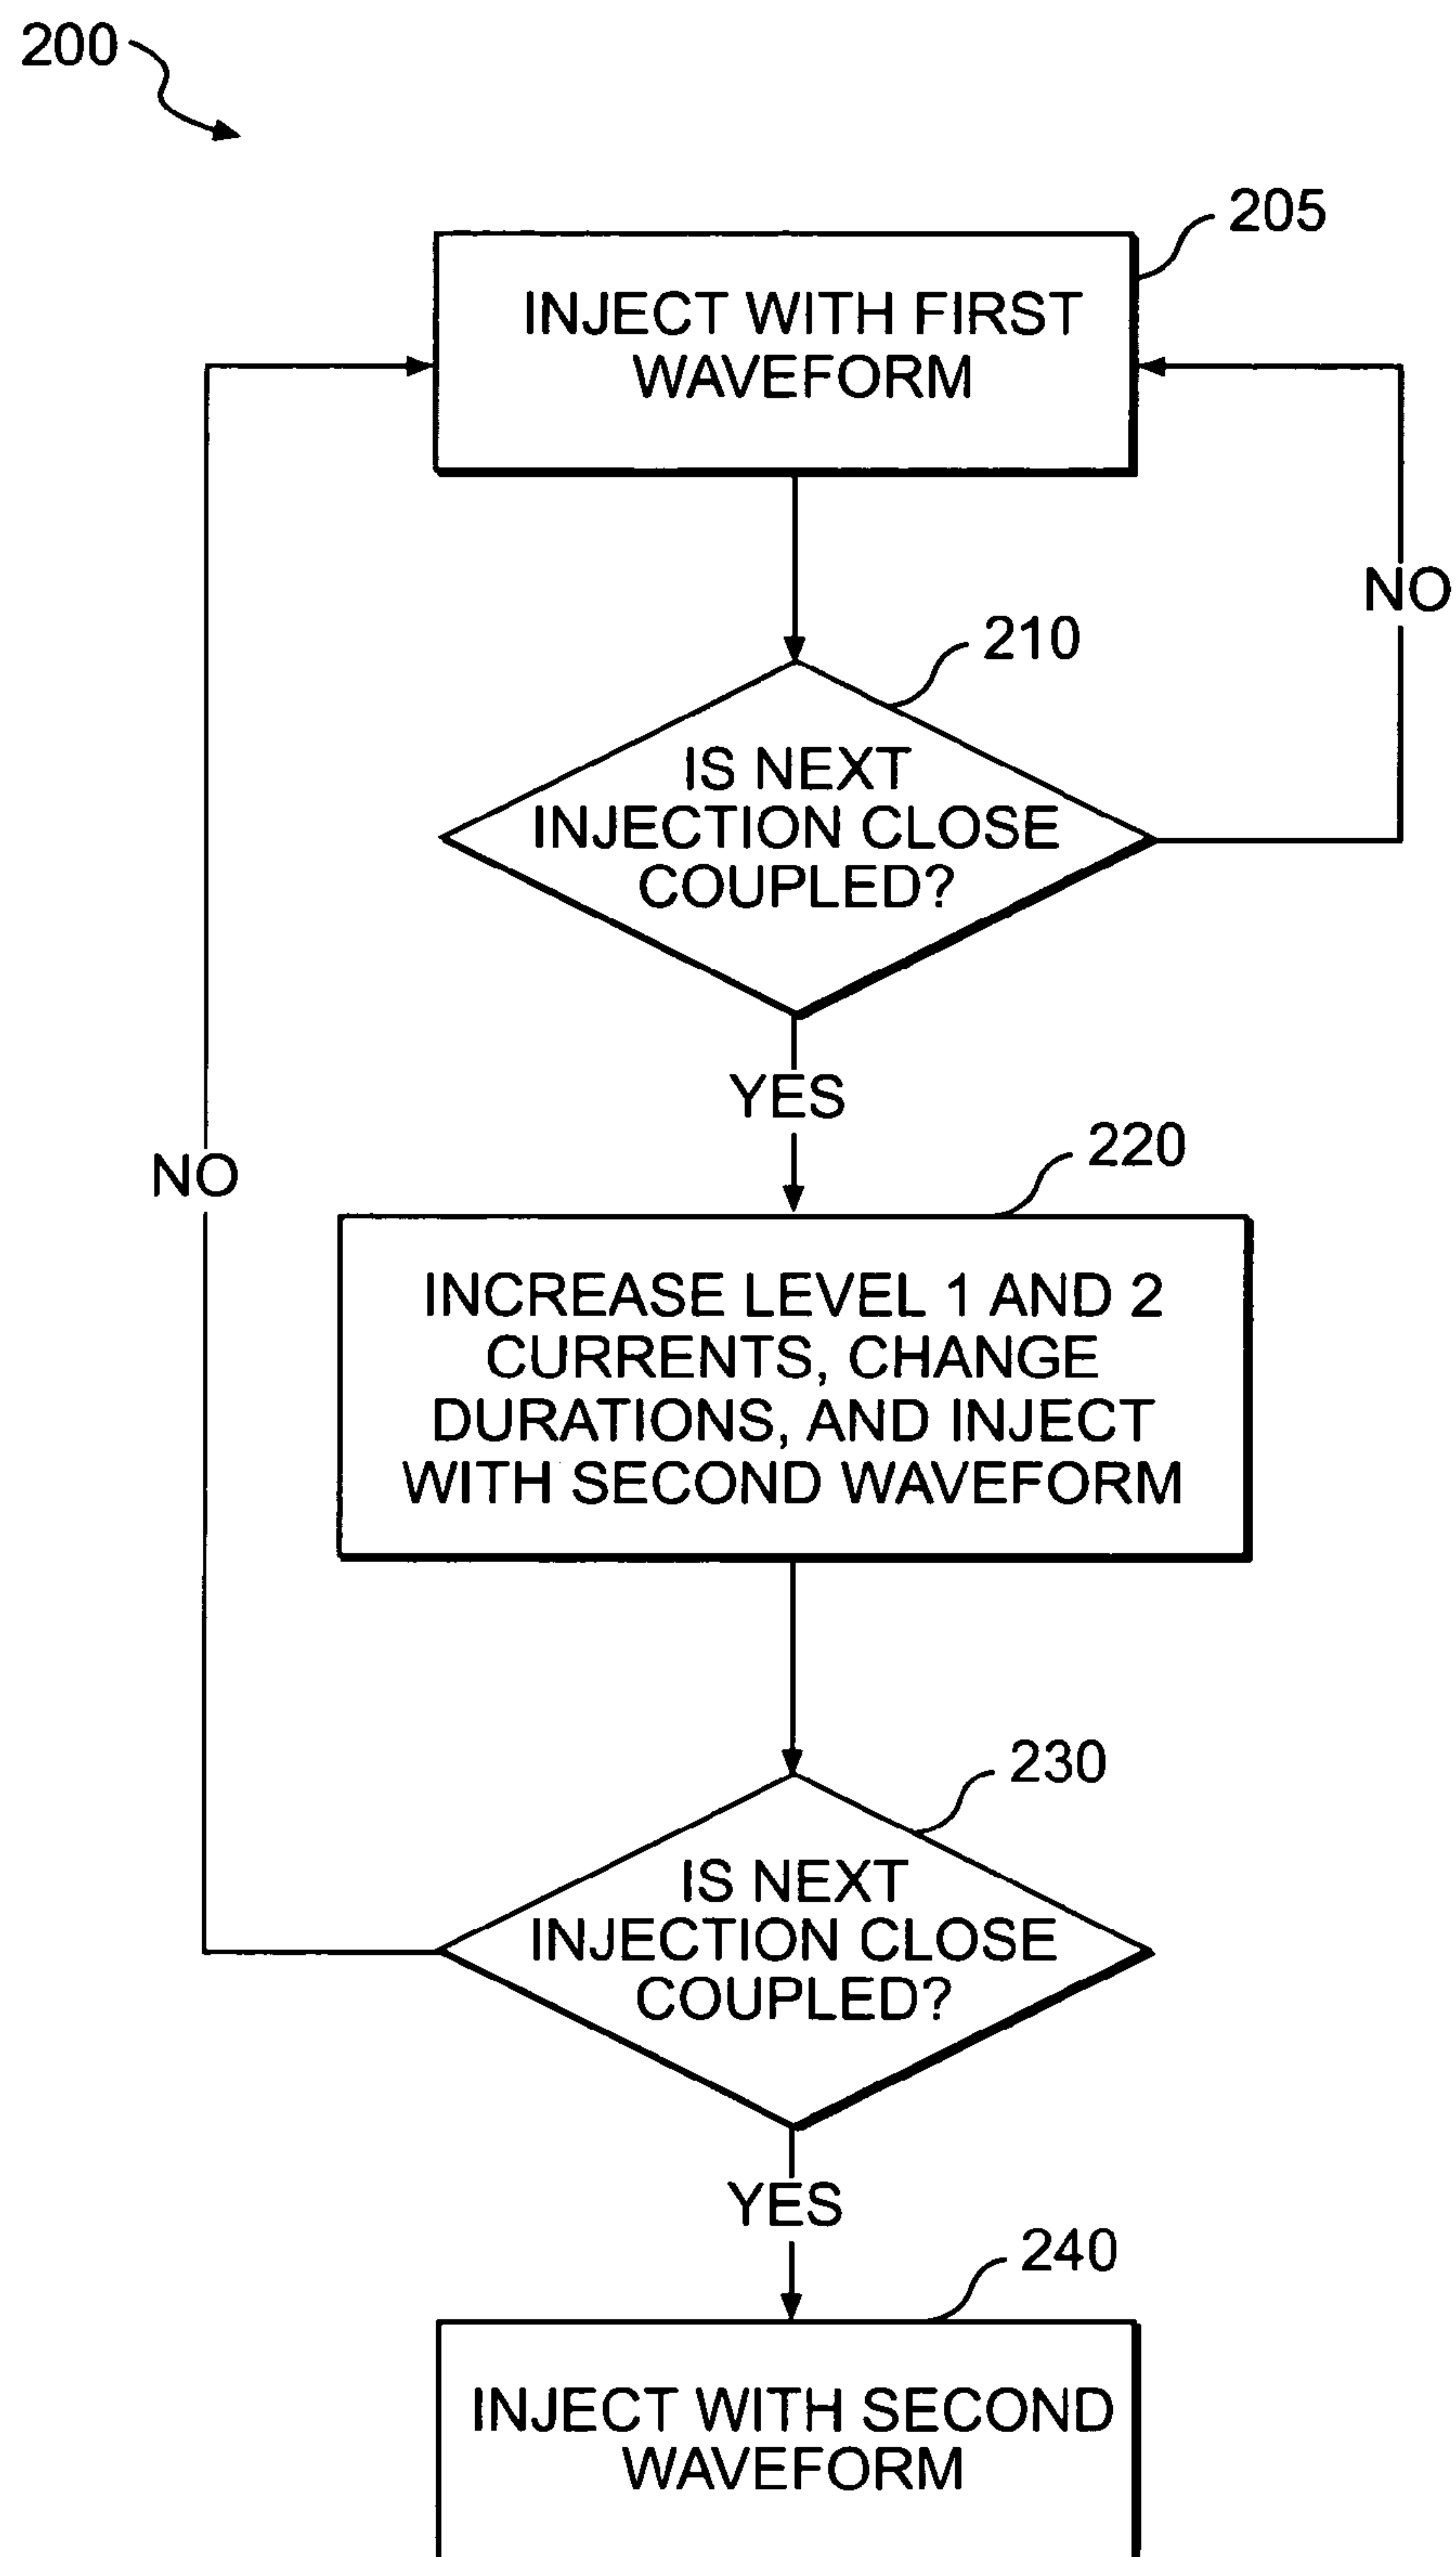 200
205
INJECT WITH FIRST
WAVEFORM
NO
210
IS NEXT
INJECTION CLOSE
COUPLED?
YES
NO
220
INCREASE LEVEL 1 AND 2
CURRENTS, CHANGE
DURATIONS, AND INJECT
WITH SECOND WAVEFORM
230
IS NEXT
INJECTION CLOSE
COUPLED?
YES
240
INJECT WITH SECOND
WAVEFORM